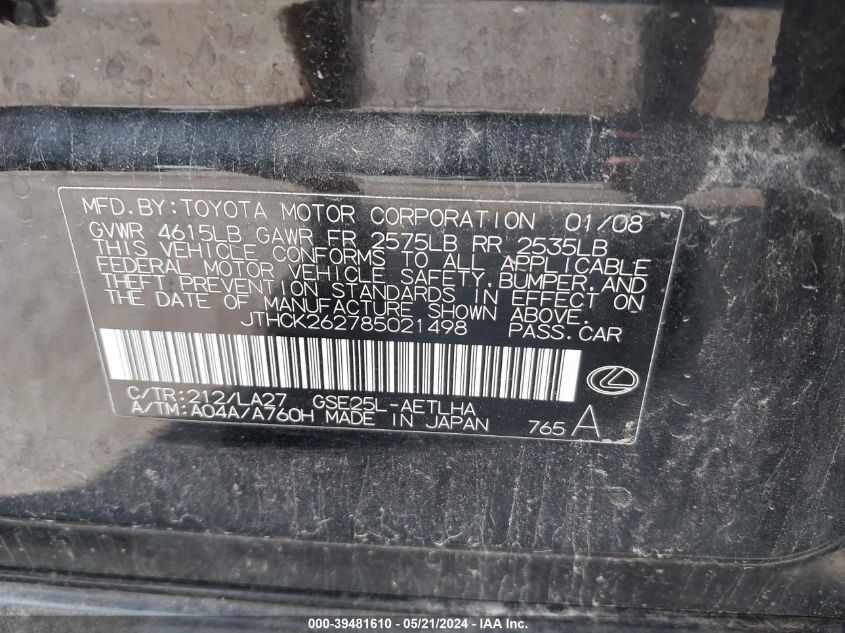 MFD.BY:TOYOTA MOTOR CORPORATION 01/08
GVWR 4615LB GAWR FR 2575LB RR 2535LB
THIS VEHICLE CONFORMS TO ALL APPLICABLE
FEDERAL MOTOR VEHICLE SAFETY,BUMPER,AND
THEFT PREVENTION STANDARDS IN EFFECT ON
THE DATE OF MANUFACTURE SHOWN ABOVE.
JTHCK262785021498 PASS.CAR
C/TR:212/LA27 GSE25L-AETLHA
A/TM:A04A/A760H MADE IN JAPAN 765 A
000-39481610 - 05/21/2024 - IAA Inc.